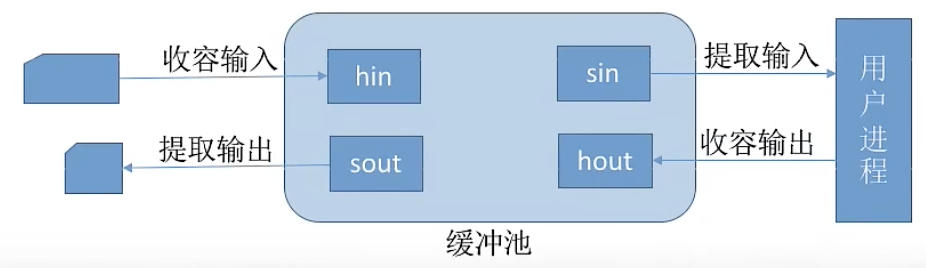 收容输入
hin
sin
提取输入
提取输出
sout
hout
收容输出
用户进程
缓冲池